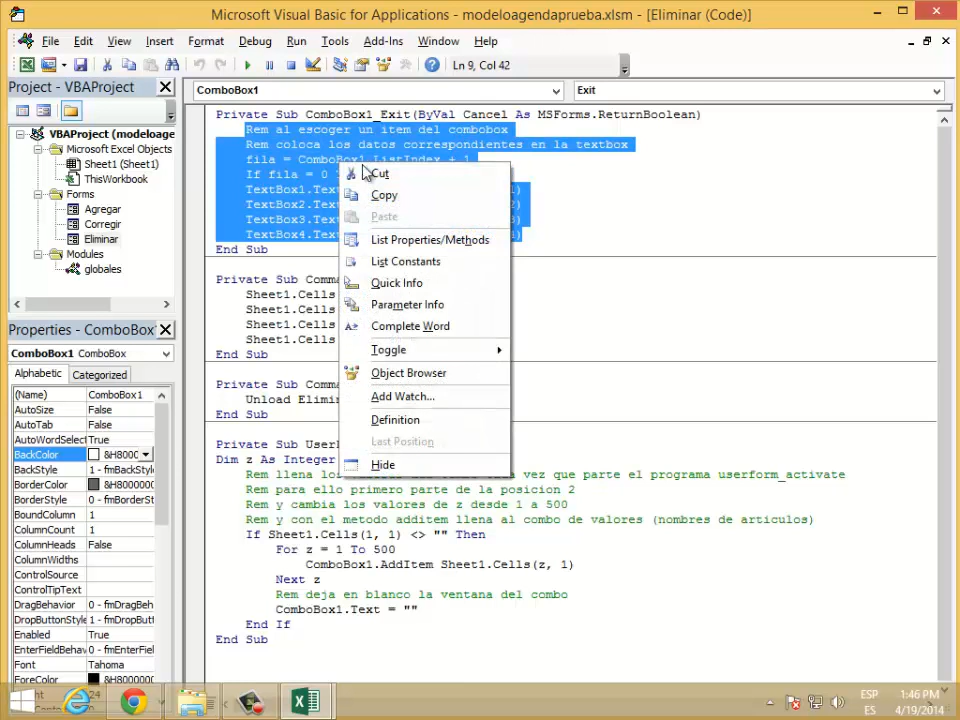 Microsoft Visual Basic for Applications - modeloagendaprueba.xlsm - [Eliminar (Code)]
File Edit View Insert Format Debug Run Tools Add-Ins Window Help
Ln 9, Col 42
Project - VBAProject
VBAProject (modeloage
Microsoft Excel Objects
Sheet1 (Sheet1)
ThisWorkbook
Forms
Agregar
Corregir
Eliminar
Modules
globales
Properties - ComboBox
ComboBox1 ComboBox
Alphabetic Categorized
(Name) ComboBox1
AutoSize False
AutoTab False
AutoWordSelect True
BackColor &H8000
BackStyle 1 - fmBackStyl
BorderColor &H8000
BorderStyle 0 - fmBorderSt
BoundColumn 1
ColumnCount 1
ColumnHeads False
ColumnWidths
ControlSource
ControlTipText
DragBehavior 0 - fmDragBeh
DropButtonStyle 1 - fmDropButt
Enabled True
EnterFieldBehav 0 - fmEnterFiel
Font Tahoma
ForeColor &H8000
ComboBox1 Exit
Private Sub ComboBox1_Exit(ByVal Cancel As MSForms.ReturnBoolean)
Rem al escoger un item del combobox
Rem coloca los datos correspondientes en la textbox
fila = ComboBox1.ListIndex + 1
If fila = 0
TextBox1.Tex
TextBox2.Tex
TextBox3.Tex
TextBox4.Tex
End Sub
Private Sub Comma
Sheet1.Cells
Sheet1.Cells
Sheet1.Cells
Sheet1.Cells
End Sub
Private Sub Comma
Unload Elimi
End Sub
Private Sub User
Dim z As Integer
Rem llena vez que parte el programa userform_activate
Rem para ello primero parte de la posicion 2
Rem y cambia los valores de z desde 1 a 500
Rem y con el metodo additem llena al combo de valores (nombres de articulos)
If Sheet1.Cells(1, 1) <> "" Then
For z = 1 To 500
ComboBox1.AddItem Sheet1.Cells(z, 1)
Next z
Rem deja en blanco la ventana del combo
ComboBox1.Text = ""
End If
End Sub
Cut
Copy
Paste
List Properties/Methods
List Constants
Quick Info
Parameter Info
Complete Word
Toggle
Object Browser
Add Watch...
Definition
Last Position
Hide
ESP
ES
1:46 PM
4/19/2014